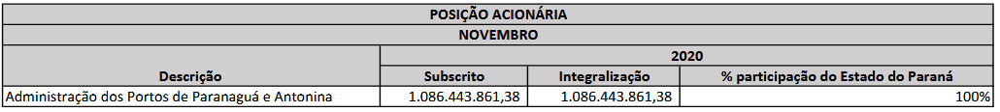 POSIÇÃO ACIONÁRIA
NOVEMBRO
2020
Descrição Subscrito Integralização % participação do Estado do Paraná
Administração dos Portos de Paranaguá e Antonina 1.086.443.861,38 1.086.443.861,38 100%